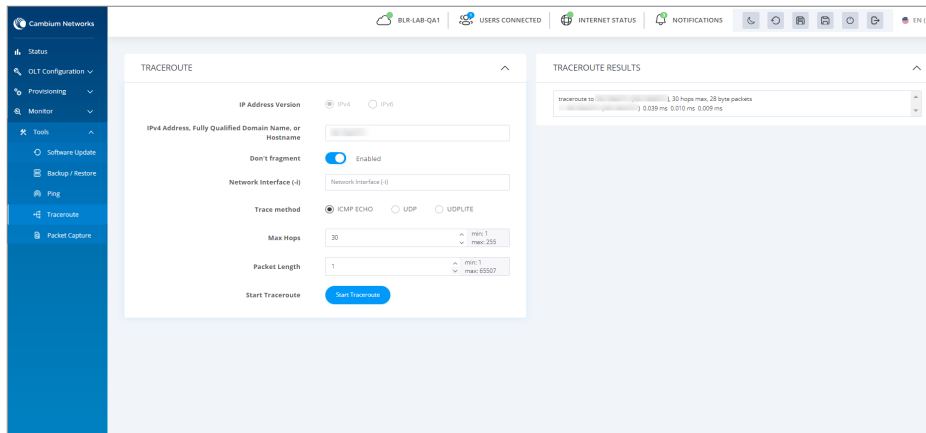 Cambium Networks
BLR-LAB-QA1
USERS CONNECTED
INTERNET STATUS
NOTIFICATIONS
EN (
Status
OLT Configuration
Provisioning
Monitor
Tools
Software Update
Backup / Restore
Ping
Traceroute
Packet Capture
TRACEROUTE
IP Address Version
IPv4
IPv6
IPv4 Address, Fully Qualified Domain Name, or
Hostname
Don't fragment
Enabled
Network Interface (-i)
Network Interface (-i)
Trace method
ICMP ECHO
UDP
UDPLITE
Max Hops
30
min: 1
max: 255
Packet Length
1
min: 1
max: 65507
Start Traceroute
Start Traceroute
TRACEROUTE RESULTS
traceroute to ), 30 hops max, 28 byte packets
) 0.039 ms 0.010 ms 0.009 ms